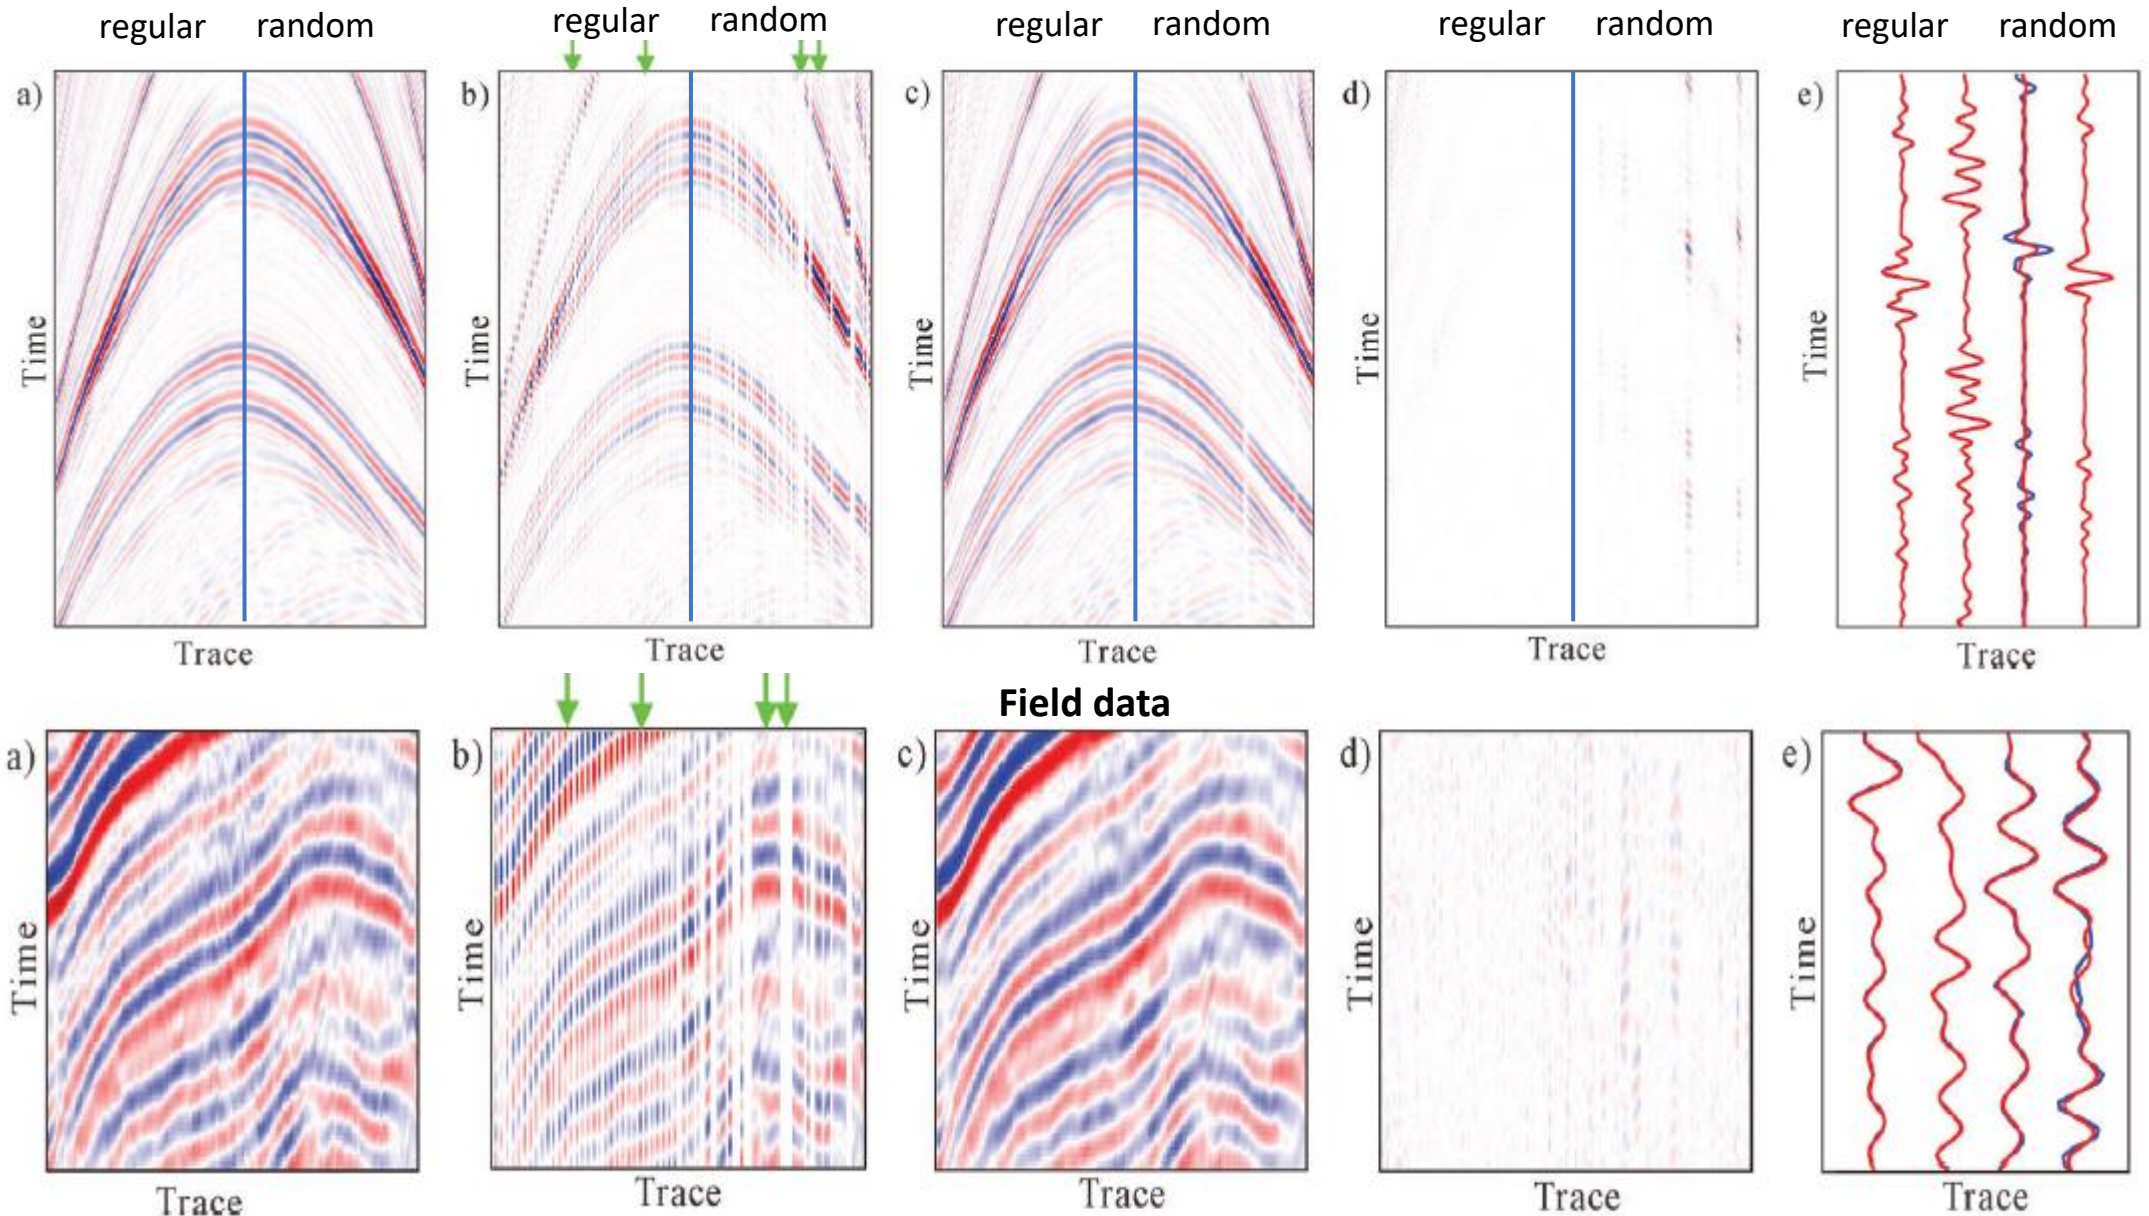 regular random
regular random
regular random
regular random
regular random
a)
b)
c)
d)
e)
Time
Time
Time
Time
Time
Trace
Trace
Trace
Trace
Trace
Field data
a)
b)
c)
d)
e)
Time
Time
Time
Time
Time
Trace
Trace
Trace
Trace
Trace